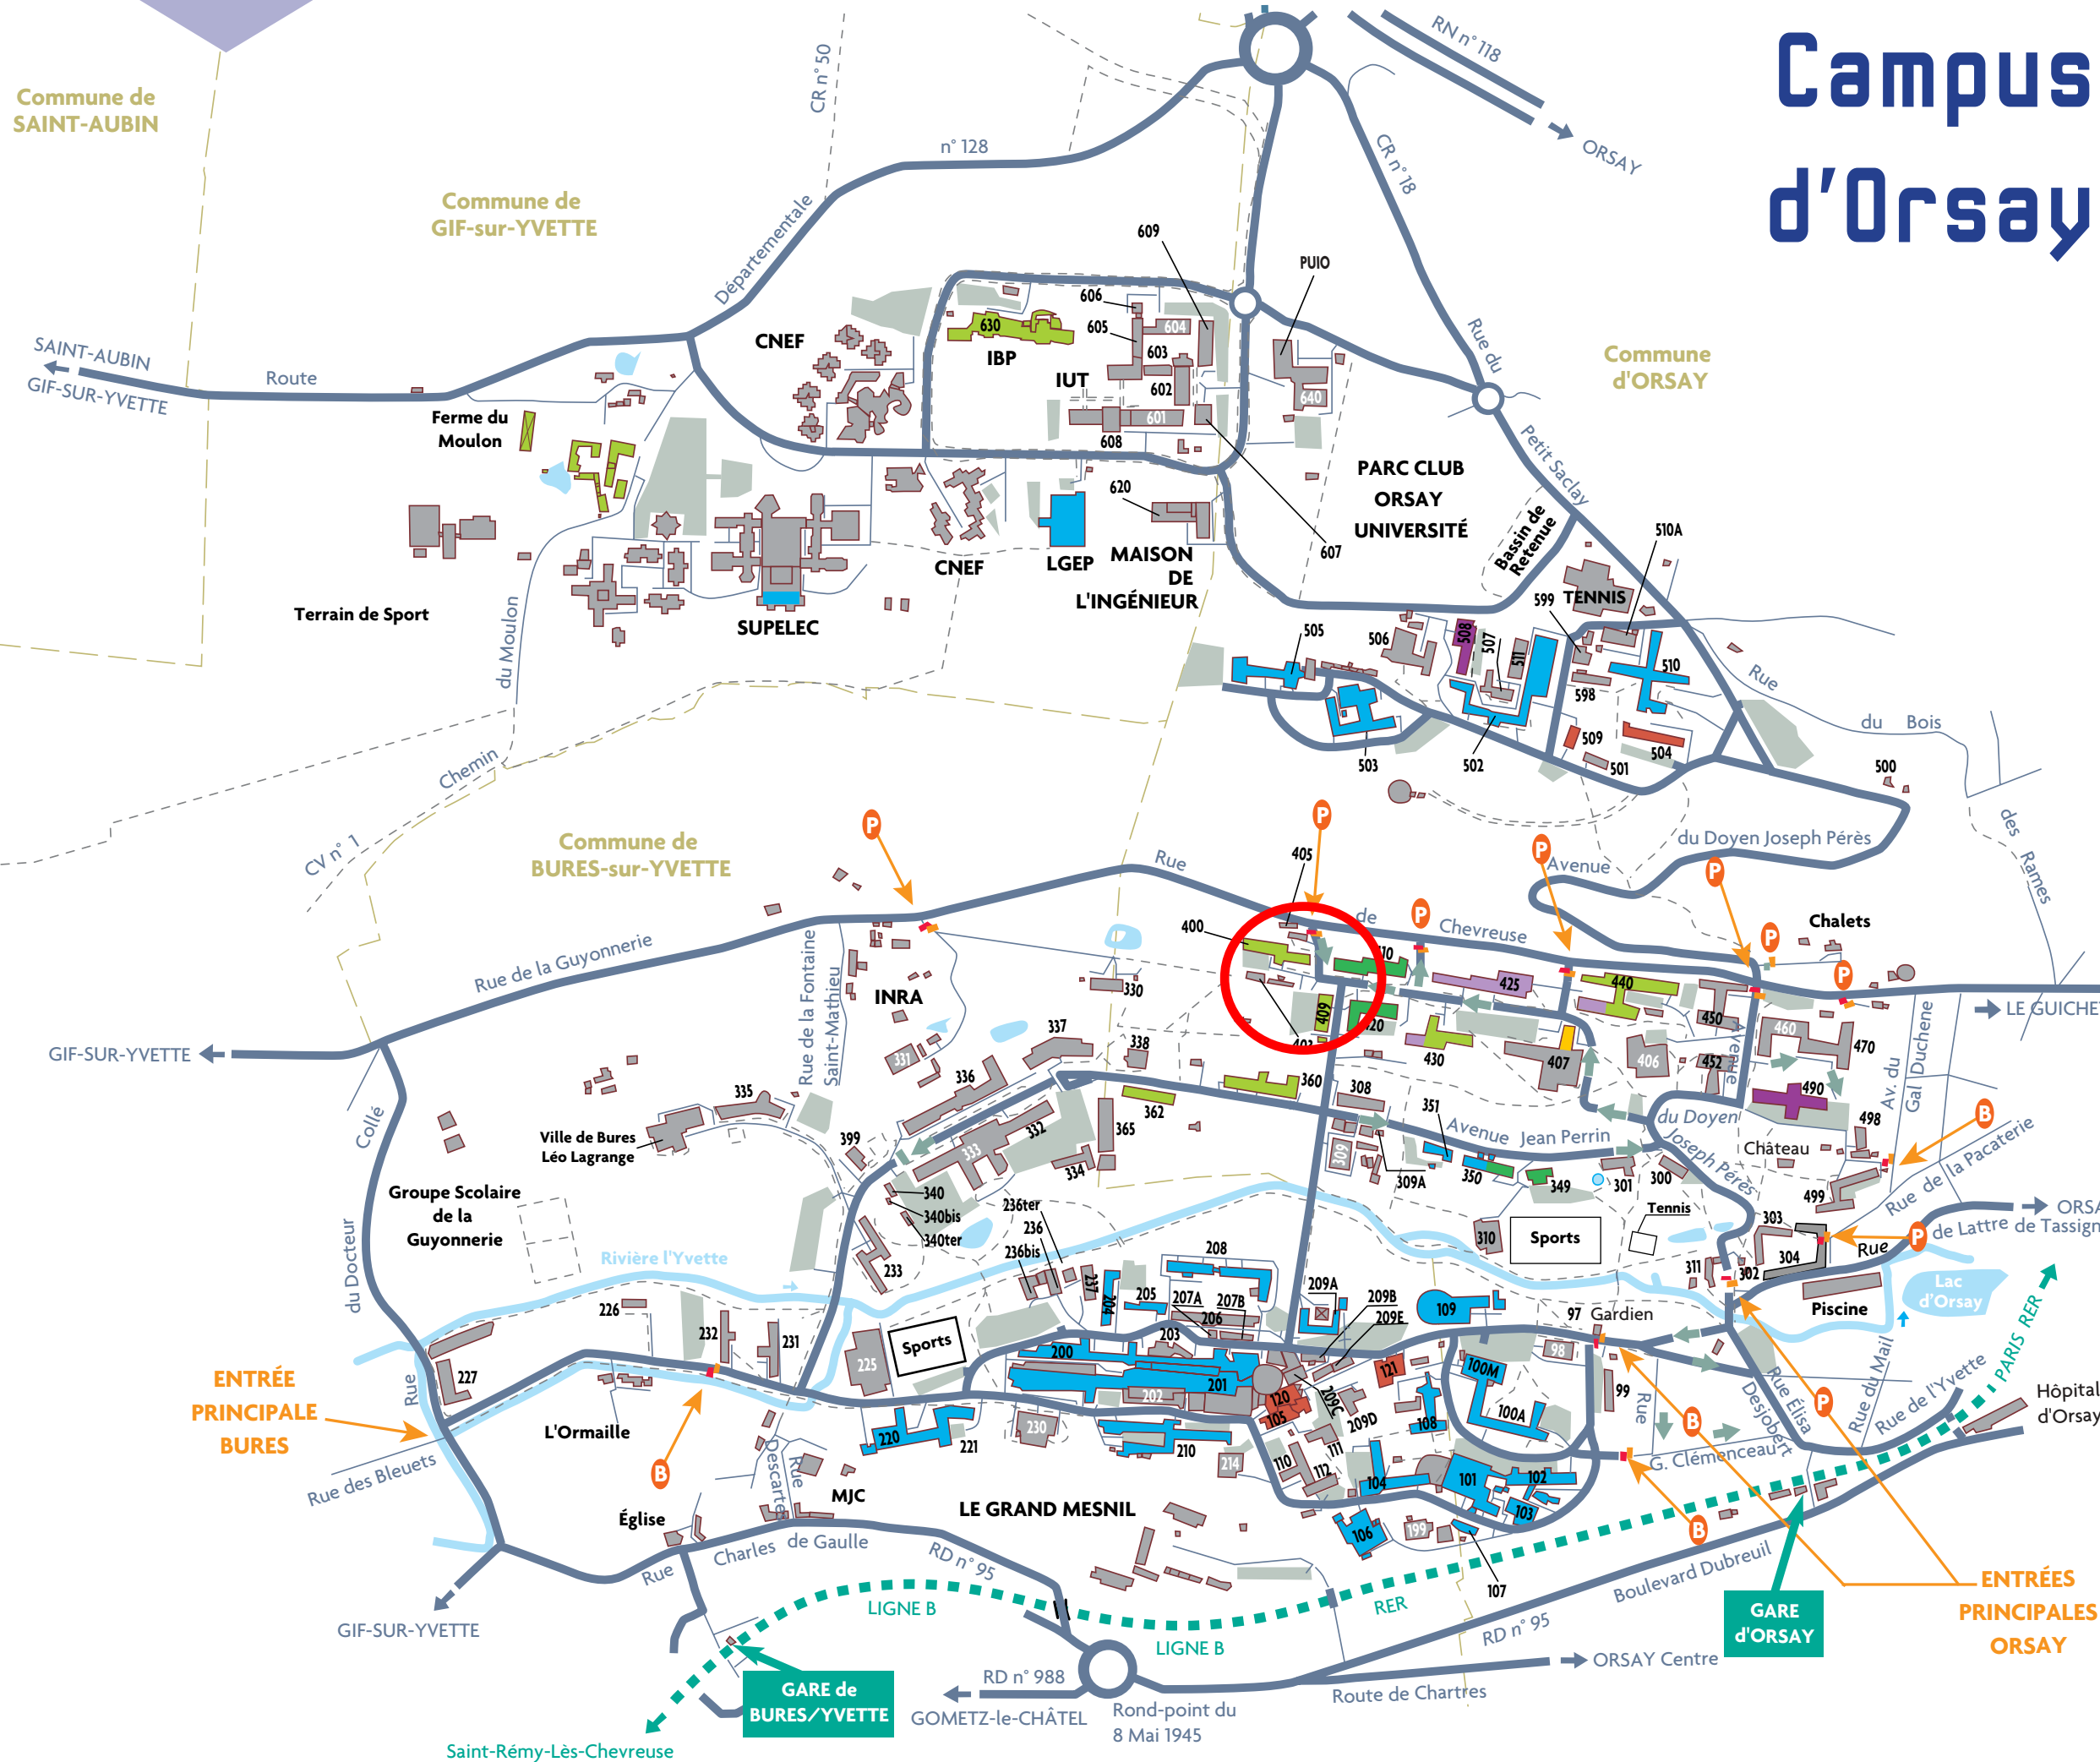 Campus
d'Orsay
Commune de
SAINT-AUBIN
Commune de
GIF-sur-YVETTE
CR n° 50
n° 128
Départementale
RN n° 118
ORSAY
CR n° 18
Rue du
Petit Saclay
Commune
d'ORSAY
SAINT-AUBIN
GIF-SUR-YVETTE
Route
Ferme du
Moulon
CNEF
630
IBP
606
605
604
603
602
601
608
609
IUT
PUIO
640
607
620
PARC CLUB
ORSAY
UNIVERSITÉ
Bassin de
Retenue
510A
TENNIS
599
Terrain de Sport
du Moulon
SUPELEC
CNEF
LGEP
MAISON
DE
L'INGÉNIEUR
505
506
508
507
511
510
598
509
504
501
503
502
500
Rue
du Bois
des
Rames
Chemin
CV n° 1
Commune de
BURES-sur-YVETTE
P
P
P
P
P
P
P
Rue
de
Chevreuse
Avenue
du Doyen Joseph Pérès
Chalets
405
400
409
425
440
450
460
470
430
407
406
452
490
498
Avenue
Av. du
Gal Duchene
LE GUICHET
Rue de la Guyonnerie
Rue de la Fontaine
Saint-Mathieu
INRA
330
331
337
338
336
335
332
333
334
365
362
360
308
309
309A
351
350
349
301
300
Avenue Jean Perrin
du Doyen
Joseph Pérès
Château
499
B
Rue de la Pacaterie
GIF-SUR-YVETTE
Collé
du Docteur
Rue
Ville de Bures
Léo Lagrange
399
Groupe Scolaire
de la
Guyonnerie
340
340bis
340ter
236ter
236
236bis
237
233
Rivière l'Yvette
310
Sports
Tennis
303
304
302
311
P
Rue
de Lattre de Tassigny
Piscine
Lac
d'Orsay
PARIS RER
226
232
231
227
225
Sports
204
205
208
207A
207B
206
203
200
201
202
209A
209B
209E
209C
209D
109
97 Gardien
98
99
121
120
105
100M
100A
108
111
110
112
104
101
102
103
106
107
199
214
210
230
220
221
ENTRÉE
PRINCIPALE
BURES
Rue des Bleuets
L'Ormaille
B
Rue
Descartes
MJC
Église
LE GRAND MESNIL
Rue
G. Clémenceau
Desjobert
Rue Élisa
Rue du Mail
Rue de l'Yvette
Hôpital
d'Orsay
P
B
B
Rue
Charles de Gaulle
RD n° 95
LIGNE B
LIGNE B
RER
Boulevard Dubreuil
RD n° 95
GARE
d'ORSAY
ENTRÉES
PRINCIPALES
ORSAY
GIF-SUR-YVETTE
GARE de
BURES/YVETTE
RD n° 988
GOMETZ-le-CHÂTEL
Rond-point du
8 Mai 1945
Route de Chartres
ORSAY Centre
Saint-Rémy-Lès-Chevreuse